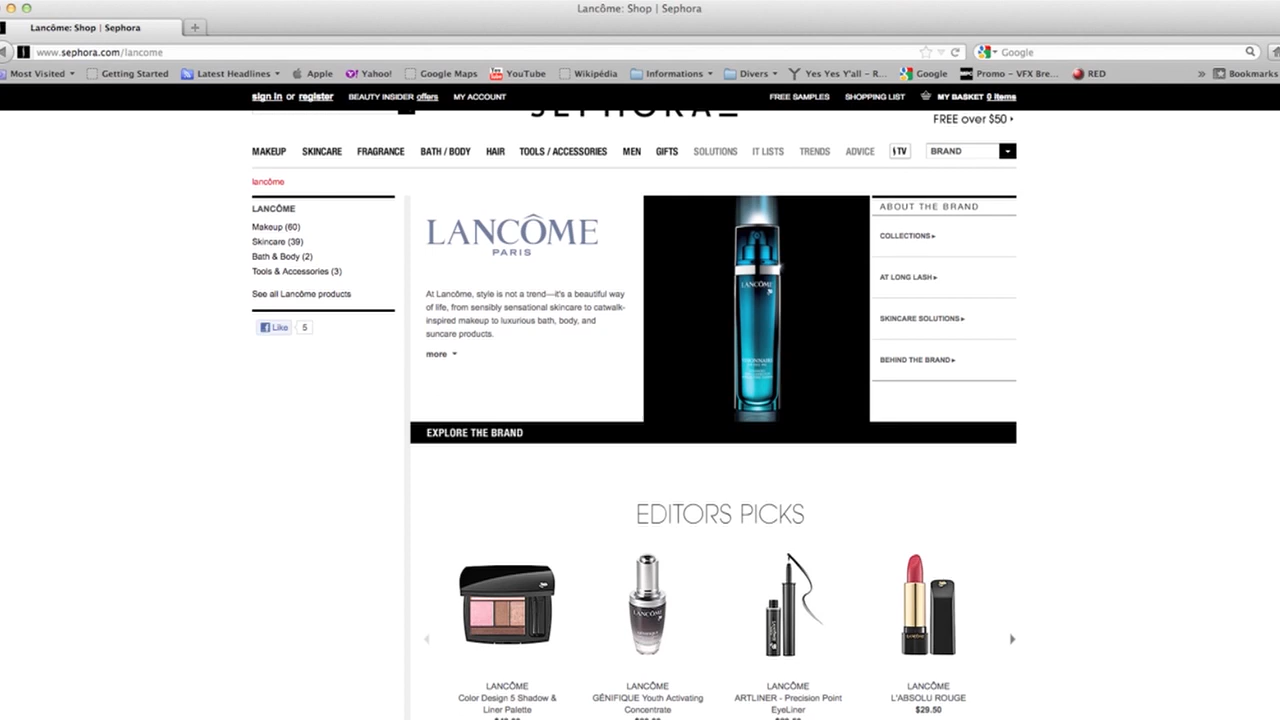 Lancôme: Shop | Sephora
Lancôme: Shop | Sephora
www.sephora.com/lancome
Google
Most Visited
Getting Started
Latest Headlines
Apple
Yahoo!
Google Maps
YouTube
Wikipédia
Informations
Divers
Yes Yes Y'all – R...
Google
Promo – VFX Bre...
RED
Bookmarks
sign in or register
BEAUTY INSIDER offers
MY ACCOUNT
FREE SAMPLES
SHOPPING LIST
MY BASKET 0 items
SEPHORA
FREE over $50
MAKEUP
SKINCARE
FRAGRANCE
BATH / BODY
HAIR
TOOLS / ACCESSORIES
MEN
GIFTS
SOLUTIONS
IT LISTS
TRENDS
ADVICE
TV
BRAND
lancôme
LANCÔME
Makeup (60)
Skincare (39)
Bath & Body (2)
Tools & Accessories (3)
See all Lancôme products
Like 5
LANCÔME
PARIS
At Lancôme, style is not a trend—it's a beautiful way
of life, from sensibly sensational skincare to catwalk-
inspired makeup to luxurious bath, body, and
suncare products.
more
LANCÔME
VISIONNAIRE
ABOUT THE BRAND
COLLECTIONS
AT LONG LASH
SKINCARE SOLUTIONS
BEHIND THE BRAND
EXPLORE THE BRAND
EDITORS PICKS
LANCÔME
LANCÔME
Color Design 5 Shadow &
Liner Palette
LANCÔME
GÉNIFIQUE Youth Activating
Concentrate
LANCÔME
ARTLINER - Precision Point
EyeLiner
LANCÔME
L'ABSOLU ROUGE
$29.50